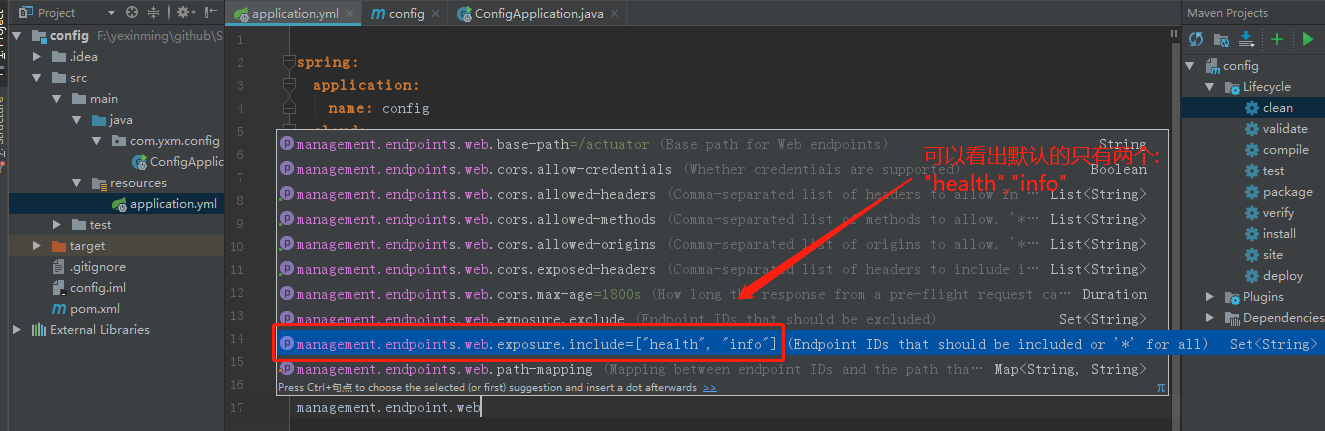 Project
application.yml
config
ConfigApplication.java
Maven Projects
config F:\yexinming\github\S
.idea
src
main
java
com.yxm.config
ConfigApplic
resources
application.yml
test
target
.gitignore
config.iml
pom.xml
External Libraries
1
2 spring:
3 application:
4 name: config
5
6
7
8
9
10
11
12
13
14
15
16
17 management.endpoint.web
management.endpoints.web.base-path=/actuator (Base path for Web endpoints) String
management.endpoints.web.cors.allow-credentials (Whether credentials are supported) Boolean
management.endpoints.web.cors.allowed-headers (Comma-separated list of headers to allow in … List<String>
management.endpoints.web.cors.allowed-methods (Comma-separated list of methods to allow. '*… List<String>
management.endpoints.web.cors.allowed-origins (Comma-separated list of origins to allow. '*… List<String>
management.endpoints.web.cors.exposed-headers (Comma-separated list of headers to include i… List<String>
management.endpoints.web.cors.max-age=1800s (How long the response from a pre-flight request ca… Duration
management.endpoints.web.exposure.exclude (Endpoint IDs that should be excluded) Set<String>
management.endpoints.web.exposure.include=["health", "info"] (Endpoint IDs that should be included or '*' for all) Set<String>
management.endpoints.web.path-mapping (Mapping between endpoint IDs and the path tha… Map<String, String>
Press Ctrl+句点 to choose the selected (or first) suggestion and insert a dot afterwards >>
π
可以看出默认的只有两个:
"health" "info"
config
Lifecycle
clean
validate
compile
test
package
verify
install
site
deploy
Plugins
Dependencies